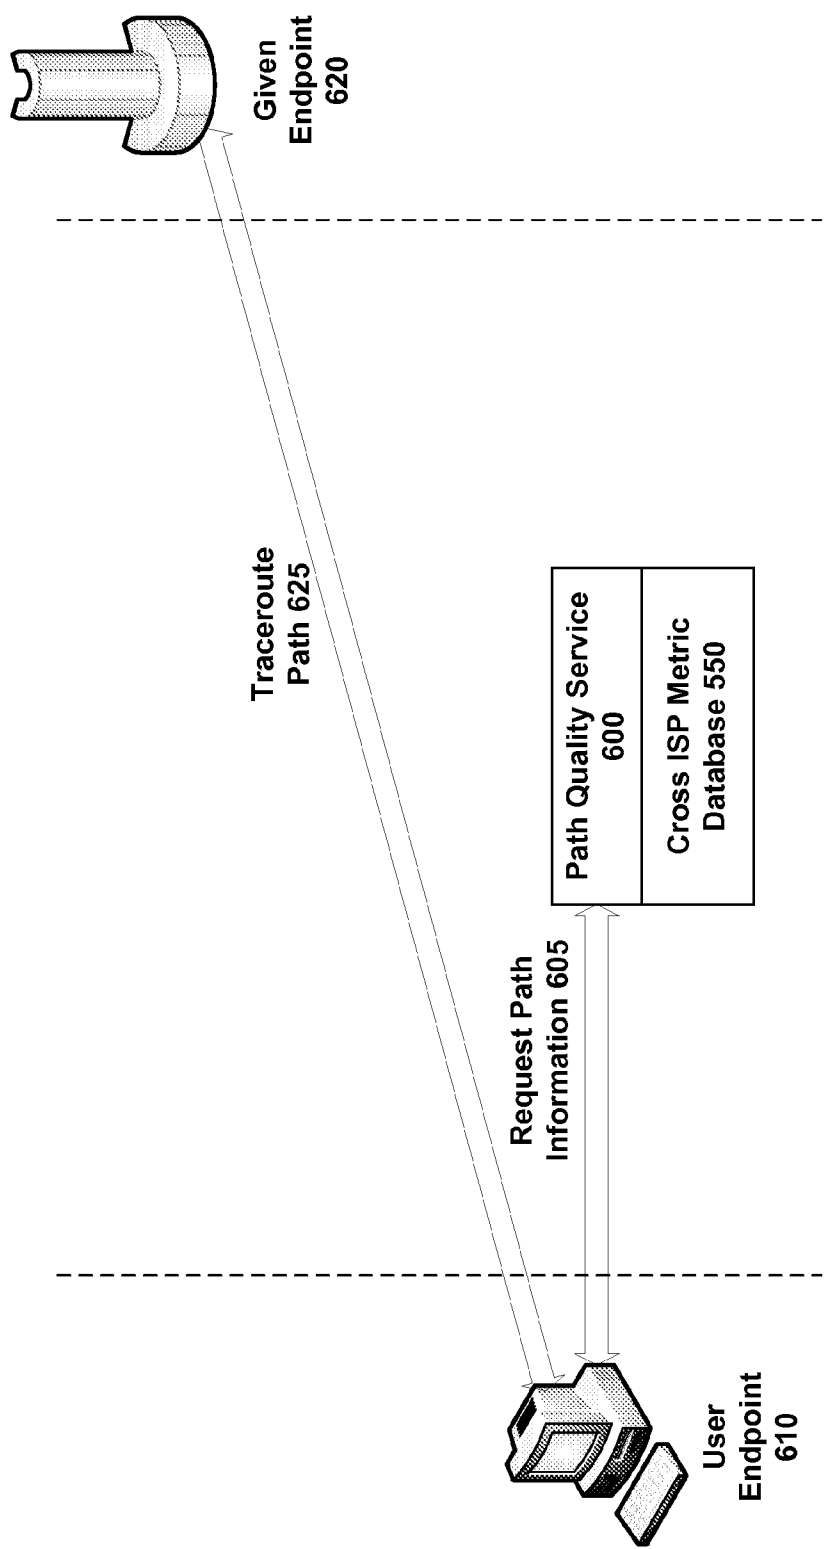 Given
Endpoint
620
Traceroute
Path 625
Path Quality Service
600
Cross ISP Metric
Database 550
Request Path
Information 605
User
Endpoint
610